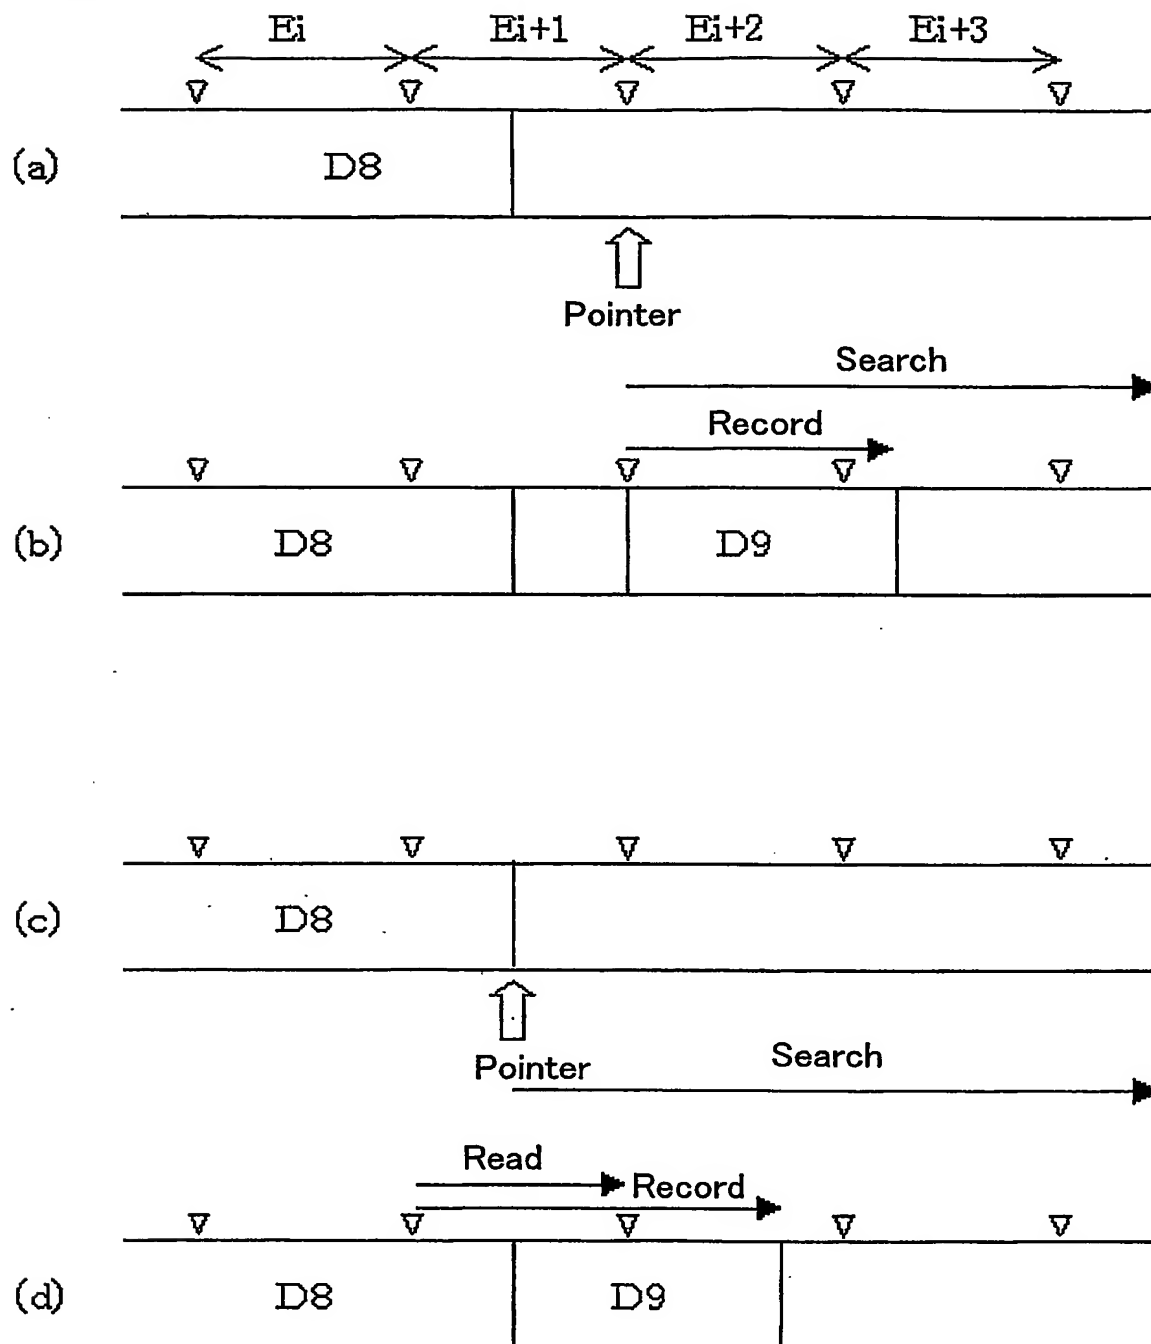 Ei Ei+1 Ei+2 Ei+3
(a) D8
Pointer
Search
Record
(b) D8 D9
(c) D8
Pointer Search
Read
Record
(d) D8 D9